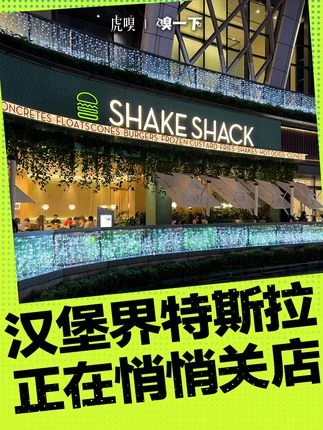 虎嗅 | 嗅一下
SHAKE SHACK
CONCRETES FLOATS CONES BURGERS FROZEN CUSTARD FRIES SHAKES HOT DOGS CONES
汉堡界特斯拉
正在悄悄关店